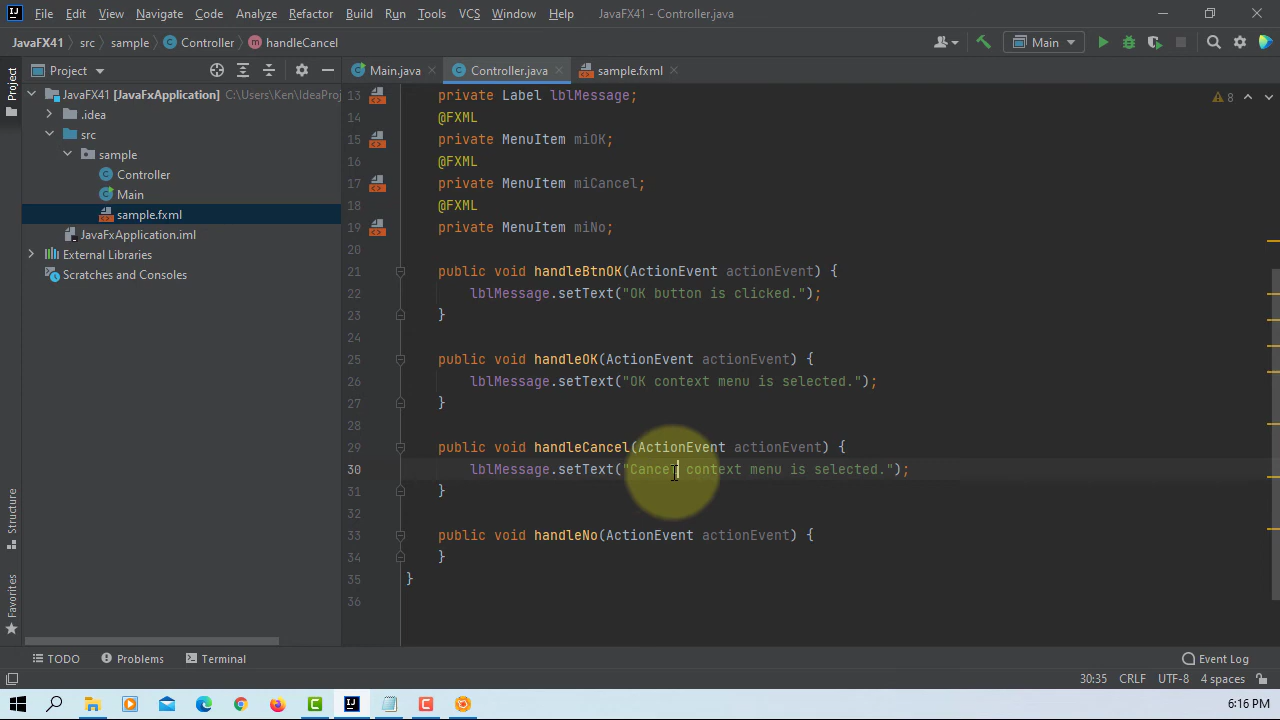 File Edit View Navigate Code Analyze Refactor Build Run Tools VCS Window Help JavaFX41 - Controller.java
JavaFX41 src sample Controller handleCancel Main
Project Main.java Controller.java sample.fxml
Project
JavaFX41 [JavaFxApplication] C:\Users\Ken\IdeaProj
.idea
src
sample
Controller
Main
sample.fxml
JavaFxApplication.iml
External Libraries
Scratches and Consoles
8
13 private Label lblMessage;
14 @FXML
15 private MenuItem miOK;
16 @FXML
17 private MenuItem miCancel;
18 @FXML
19 private MenuItem miNo;
20
21 public void handleBtnOK(ActionEvent actionEvent) {
22 lblMessage.setText("OK button is clicked.");
23 }
24
25 public void handleOK(ActionEvent actionEvent) {
26 lblMessage.setText("OK context menu is selected.");
27 }
28
29 public void handleCancel(ActionEvent actionEvent) {
30 lblMessage.setText("Cancel context menu is selected.");
31 }
32
33 public void handleNo(ActionEvent actionEvent) {
34 }
35 }
36
Structure
Favorites
TODO Problems Terminal Event Log
30:35 CRLF UTF-8 4 spaces
6:16 PM